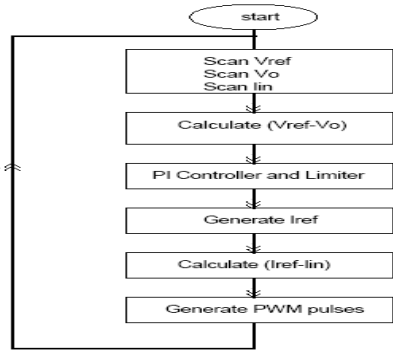 start
Scan Vref
Scan Vo
Scan Iin
Calculate (Vref-Vo)
PI Controller and Limiter
Generate Iref
Calculate (Iref-Iin)
Generate PWM pulses